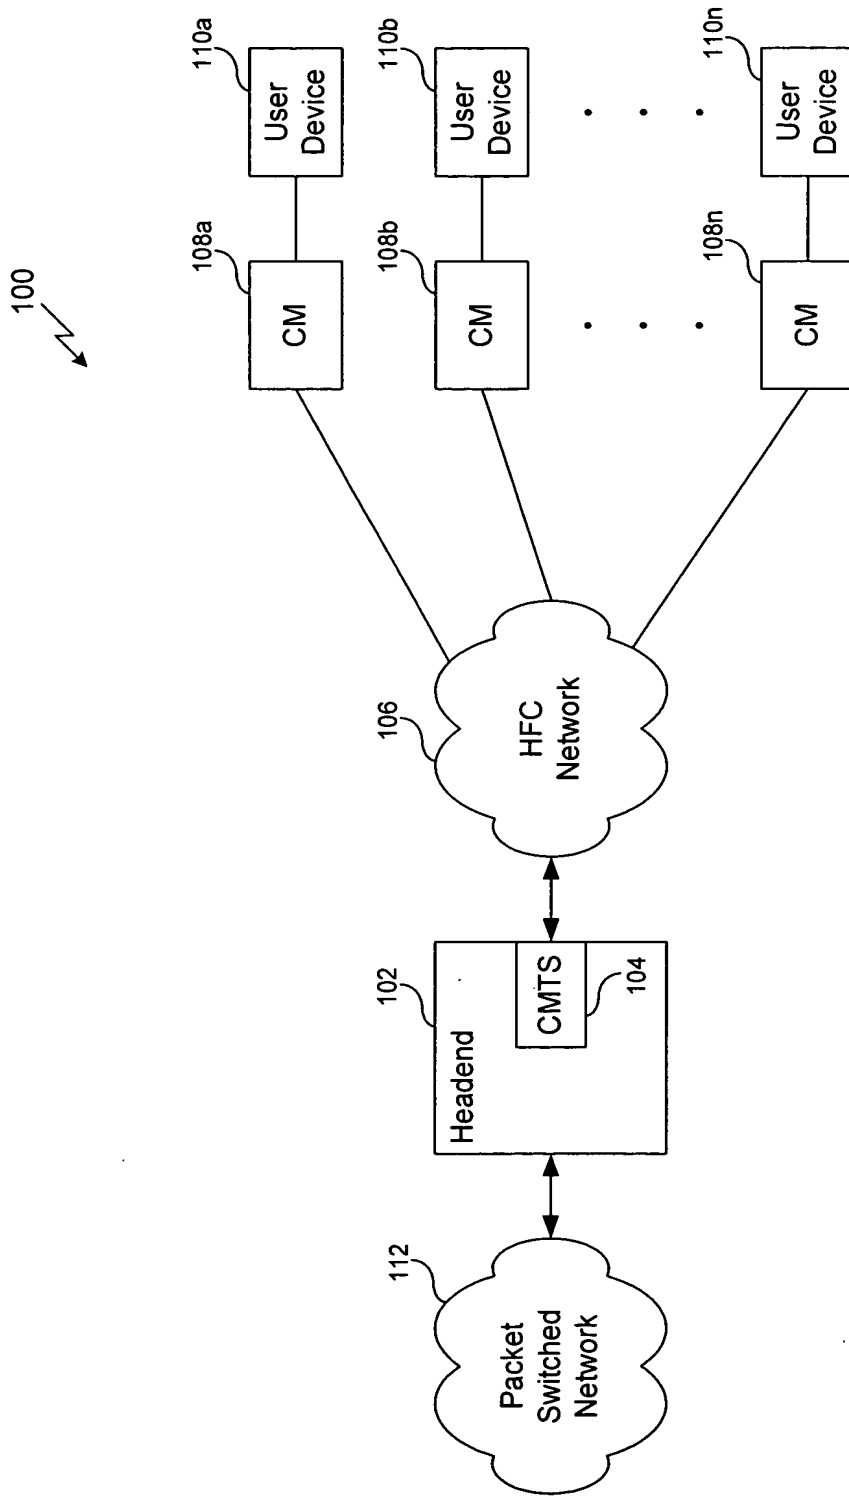 100
112
Packet
Switched
Network
102
Headend
CMTS
104
106
HFC
Network
108a
CM
110a
User
Device
108b
CM
110b
User
Device
108n
CM
110n
User
Device